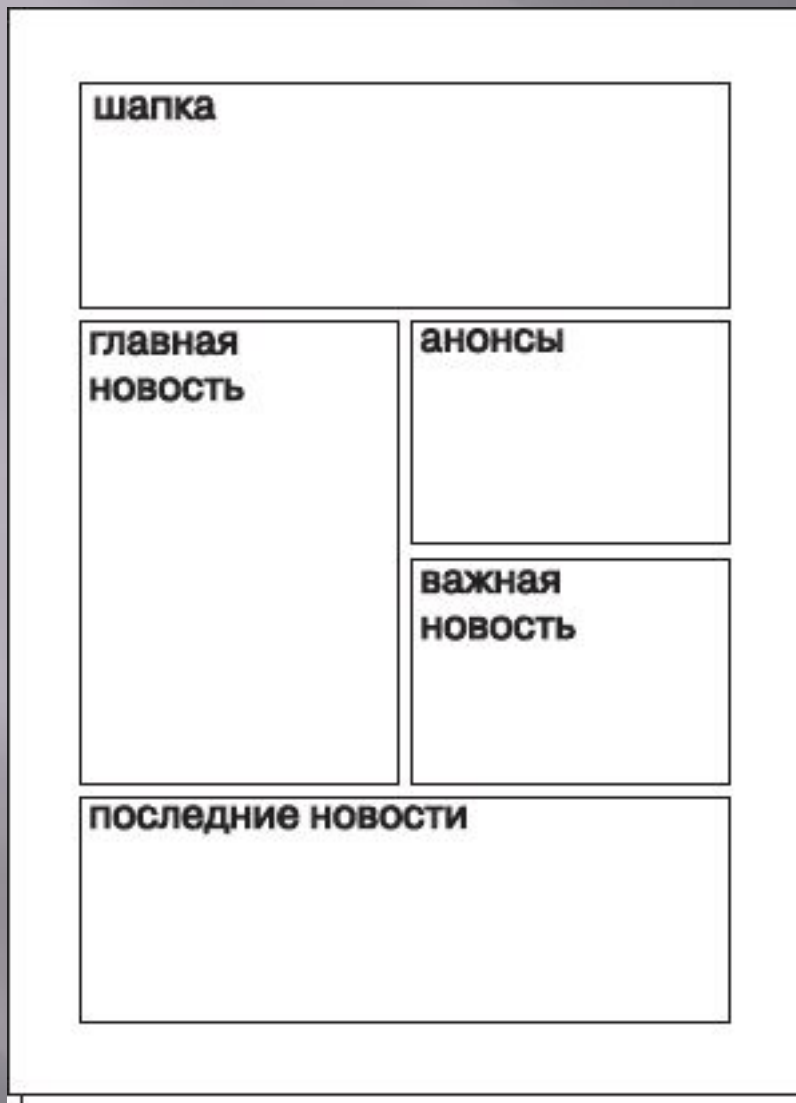 шапка
главная
новость
анонсы
важная
новость
последние новости